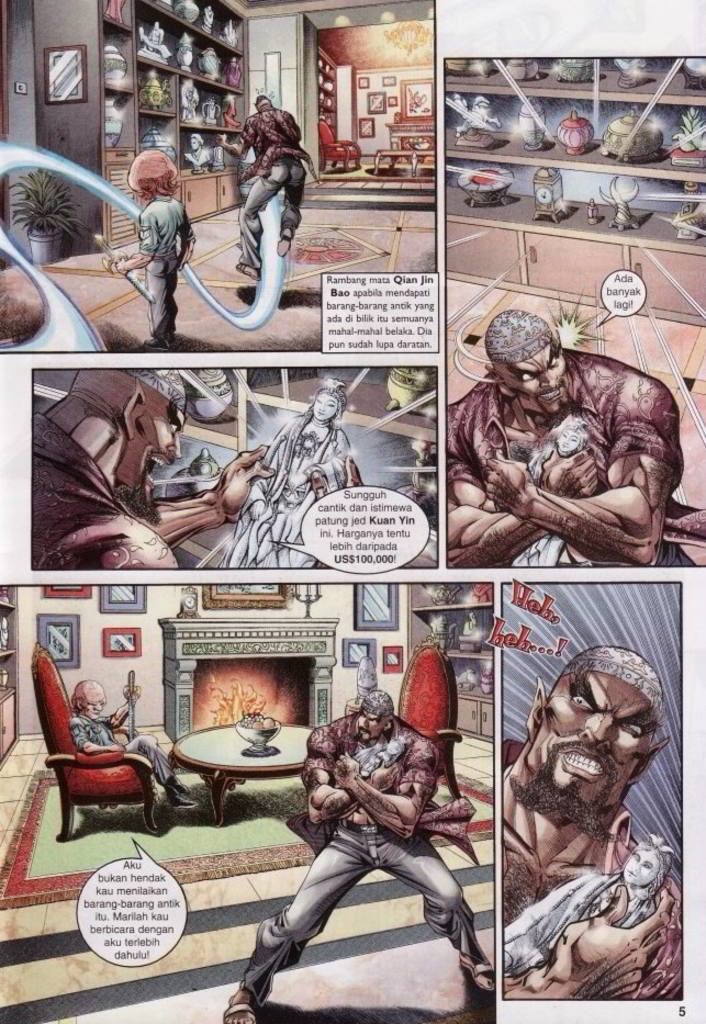 Rambang mata Qian Jin
Bao apabila mendapati
barang-barang antik yang
ada di bilik itu semuanya
mahal-mahal belaka. Dia
pun sudah lupa daratan.
Ada
banyak
lagi!
Sungguh
cantik dan istimewa
patung jed Kuan Yin
ini. Harganya tentu
lebih daripada
US$100,000!
Heh,
heh...!
Aku
bukan hendak
kau menilaikan
barang-barang antik
itu. Marilah kau
berbicara dengan
aku terlebih
dahulu!
5